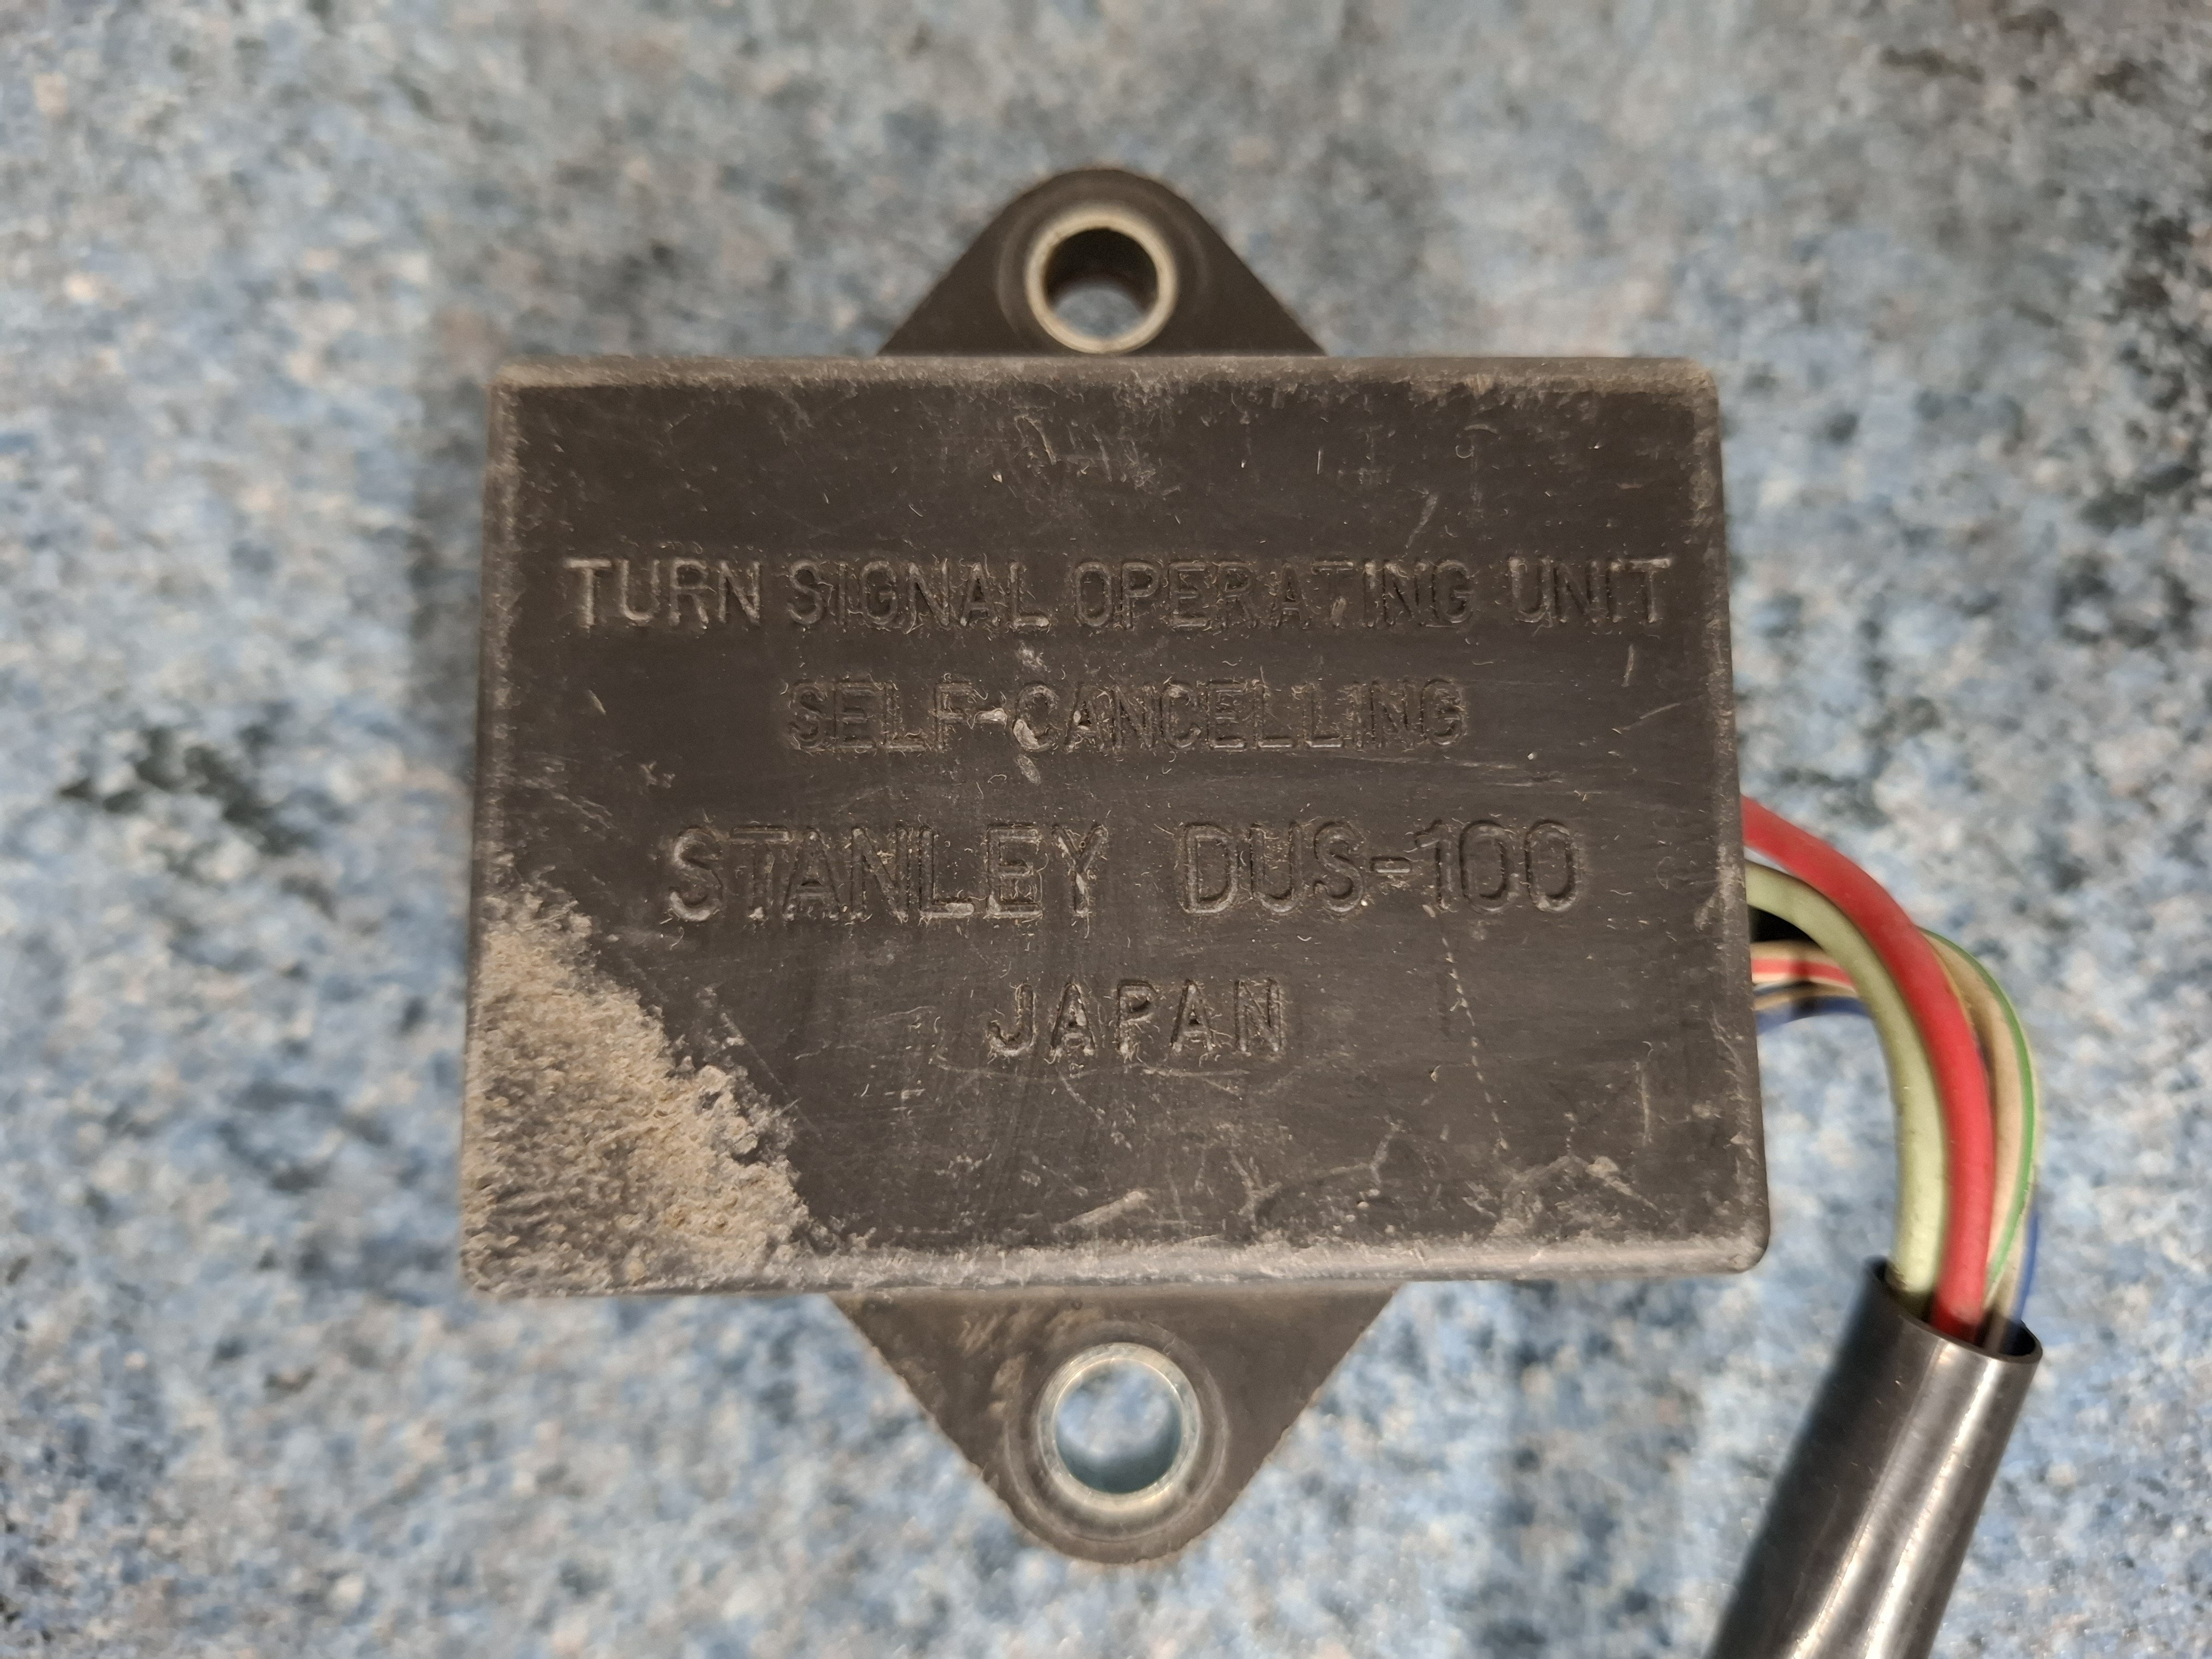 TURN SIGNAL OPERATING UNIT
SELF-CANCELLING
STANLEY DUS-100
JAPAN